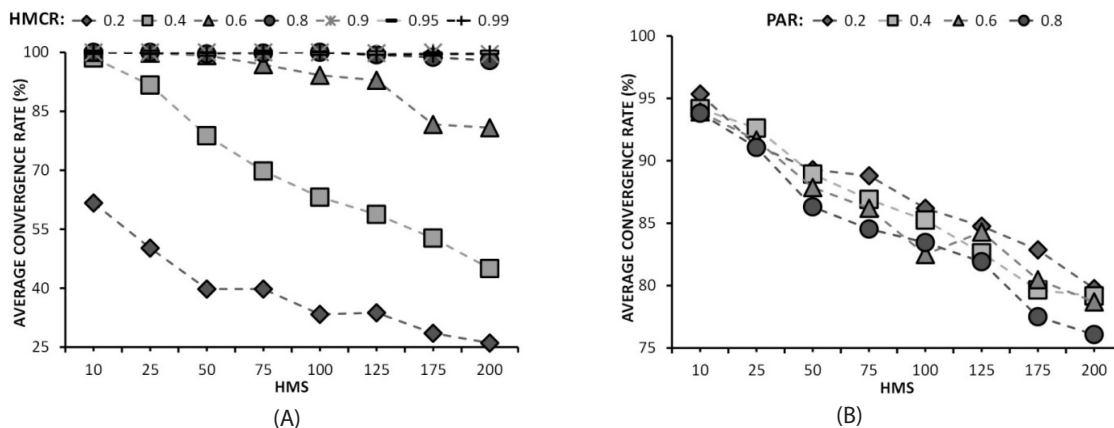 HMCR: 0.2 0.4 0.6 0.8 0.9 0.95 0.99
AVERAGE CONVERGENCE RATE (%)
100
85
70
55
40
25
10 25 50 75 100 125 175 200
HMS
(A)
PAR: 0.2 0.4 0.6 0.8
AVERAGE CONVERGENCE RATE (%)
100
95
90
85
80
75
10 25 50 75 100 125 175 200
HMS
(B)